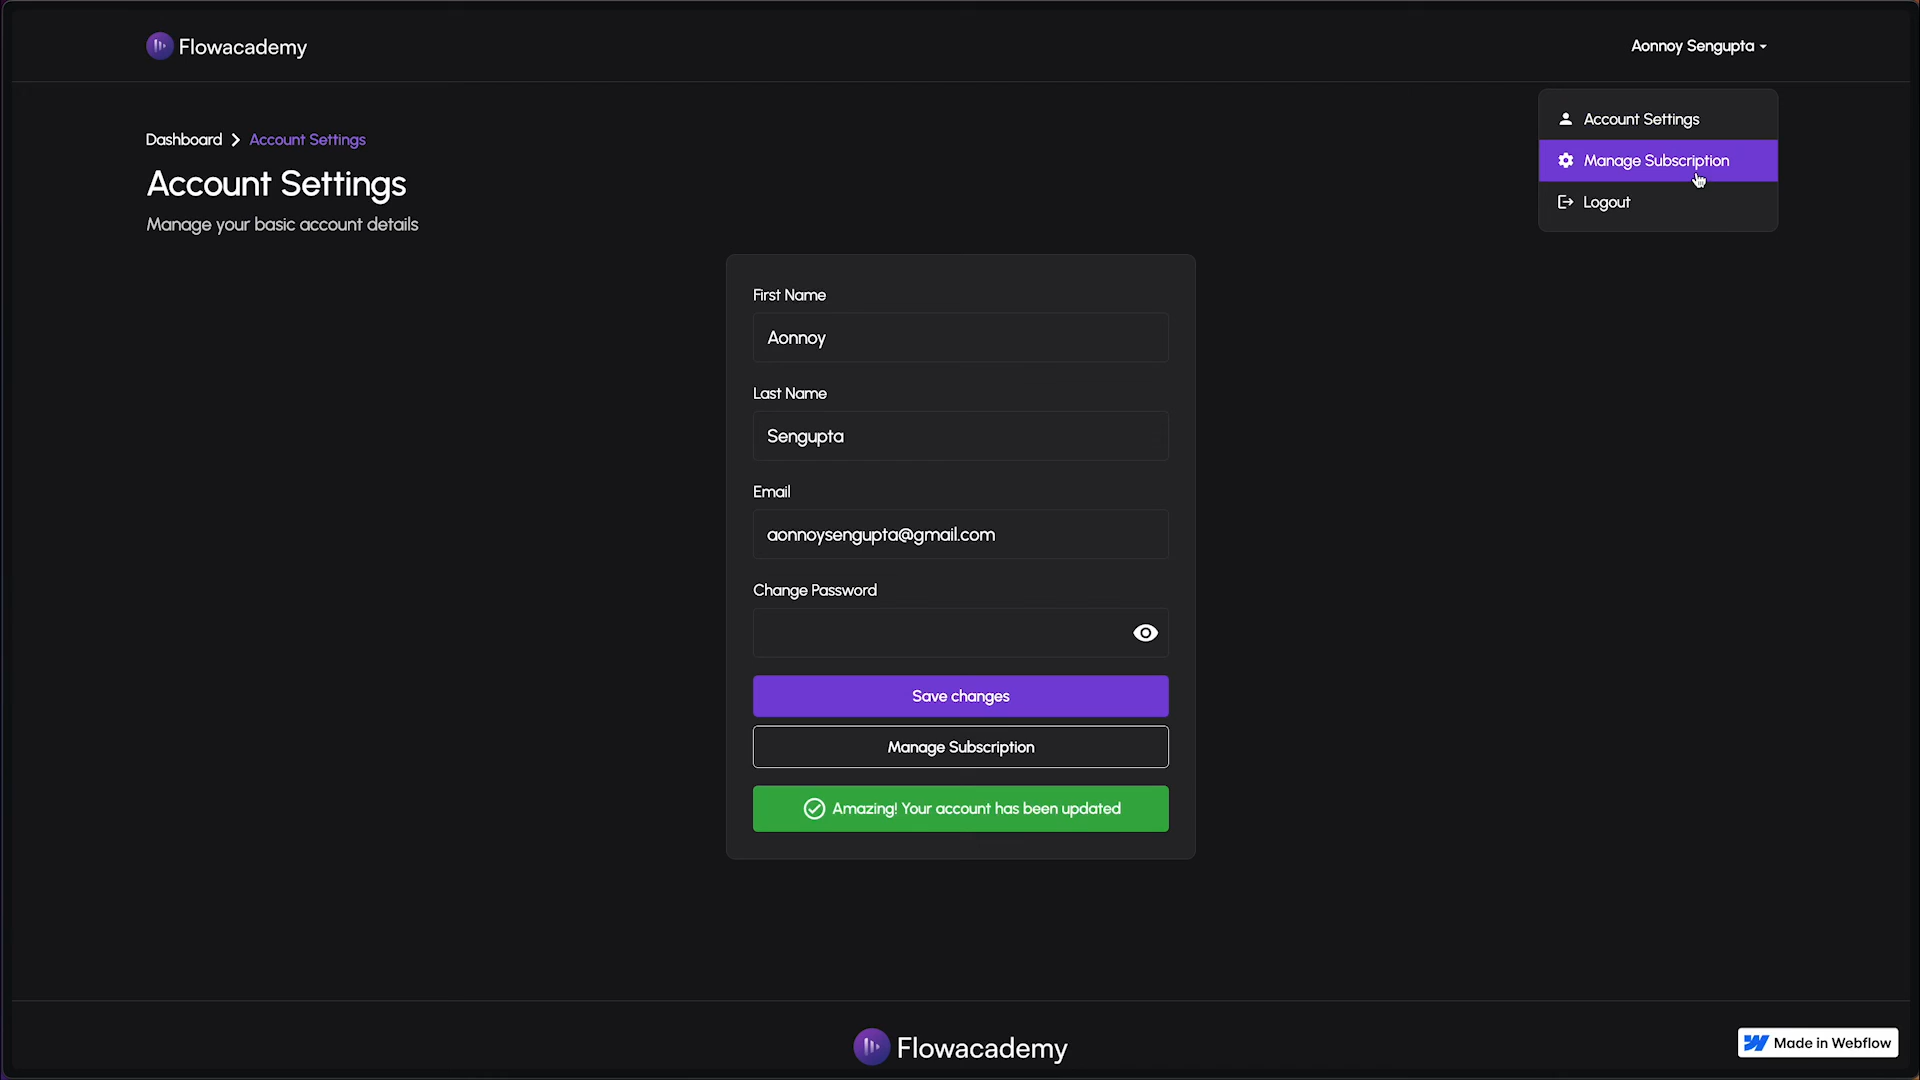 Flowacademy
Aonnoy Sengupta
Account Settings
Manage Subscription
Logout
Dashboard Account Settings
Account Settings
Manage your basic account details
First Name
Aonnoy
Last Name
Sengupta
Email
aonnoysengupta@gmail.com
Change Password
Save changes
Manage Subscription
Amazing! Your account has been updated
Flowacademy
Made in Webflow